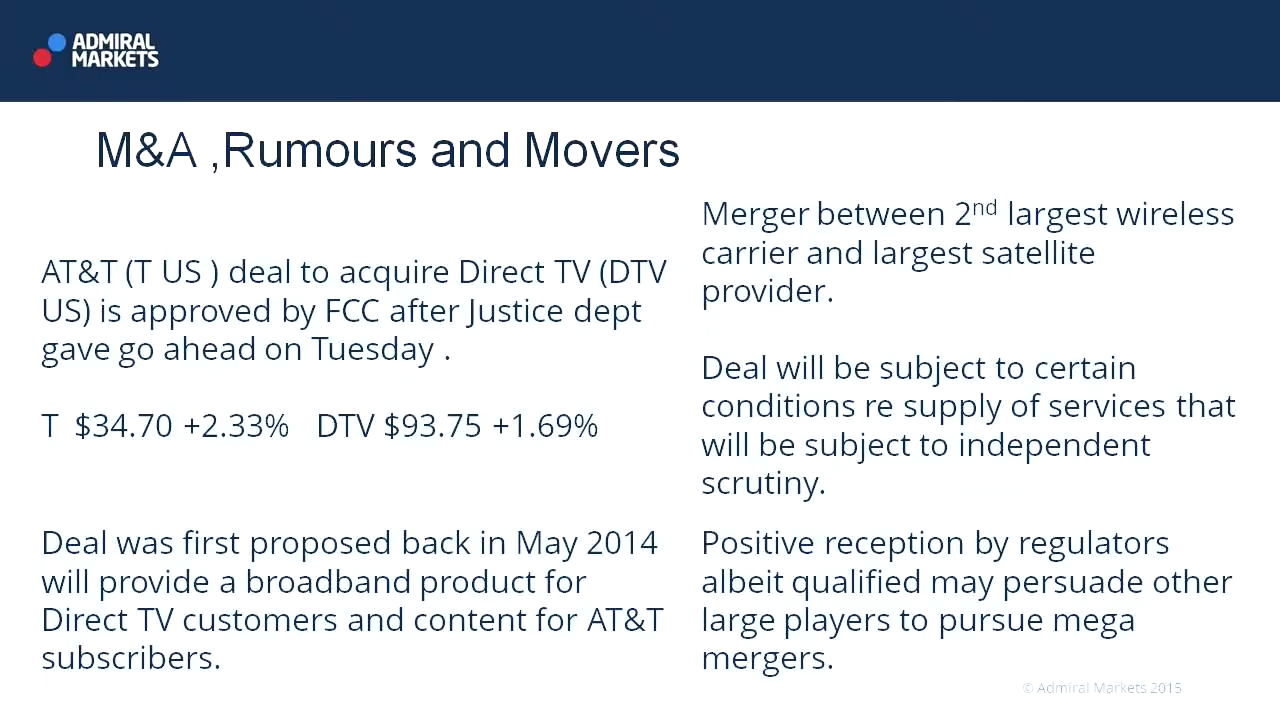 ADMIRAL
MARKETS
M&A ,Rumours and Movers
AT&T (T US ) deal to acquire Direct TV (DTV
US) is approved by FCC after Justice dept
gave go ahead on Tuesday .
T $34.70 +2.33% DTV $93.75 +1.69%
Deal was first proposed back in May 2014
will provide a broadband product for
Direct TV customers and content for AT&T
subscribers.
Merger between 2nd largest wireless
carrier and largest satellite
provider.
Deal will be subject to certain
conditions re supply of services that
will be subject to independent
scrutiny.
Positive reception by regulators
albeit qualified may persuade other
large players to pursue mega
mergers.
© Admiral Markets 2015